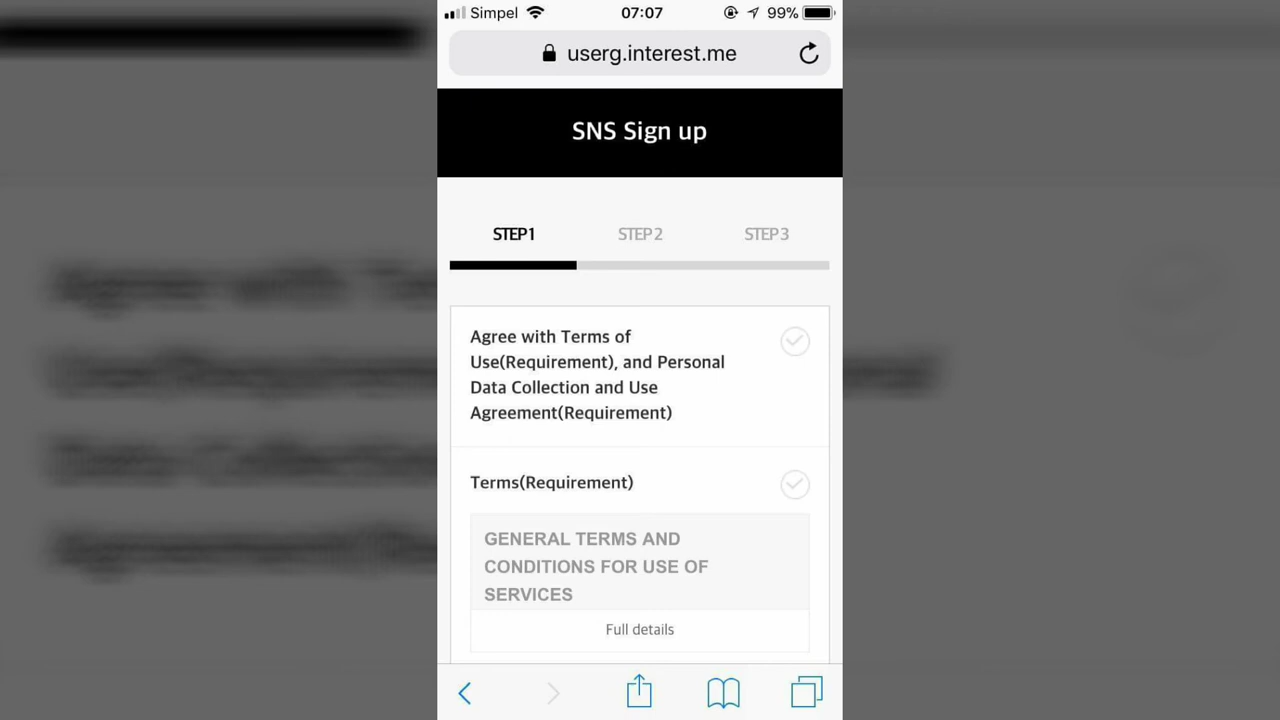 Simpel 07:07 99%
userg.interest.me
SNS Sign up
STEP1 STEP2 STEP3
Agree with Terms of
Use(Requirement), and Personal
Data Collection and Use
Agreement(Requirement)
Terms(Requirement)
GENERAL TERMS AND
CONDITIONS FOR USE OF
SERVICES
Full details